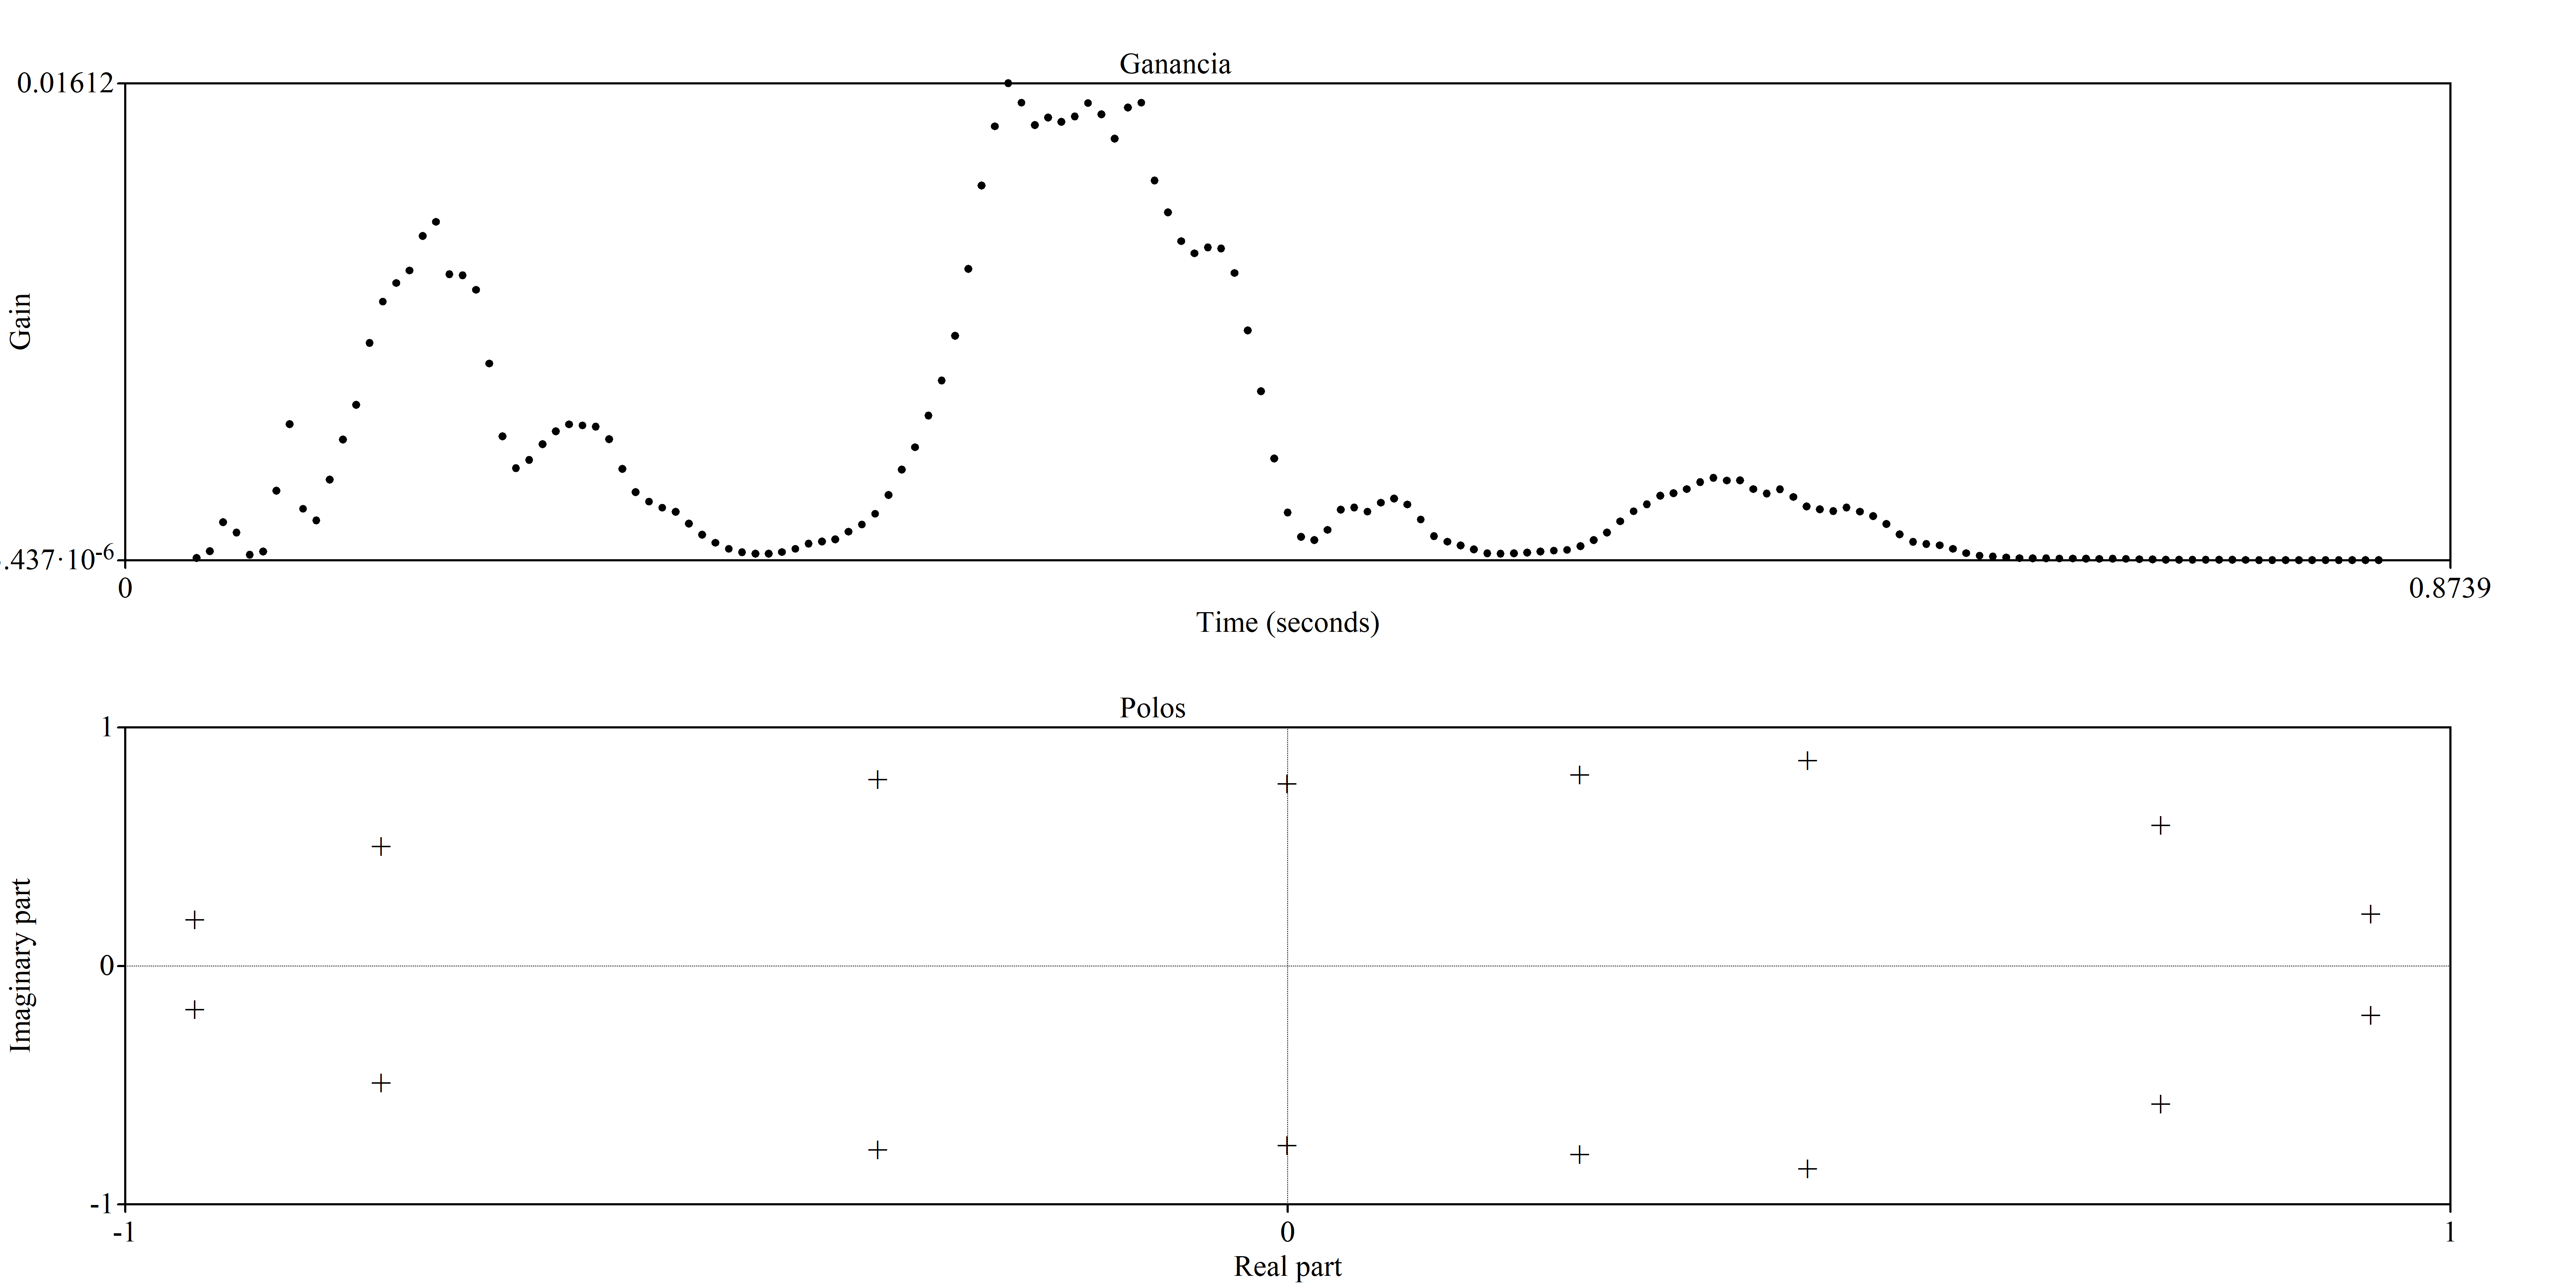 Ganancia
0.01612
Gain
.437·10⁻⁶
0
0.8739
Time (seconds)
Polos
1
Imaginary part
0
-1
-1
0
1
Real part